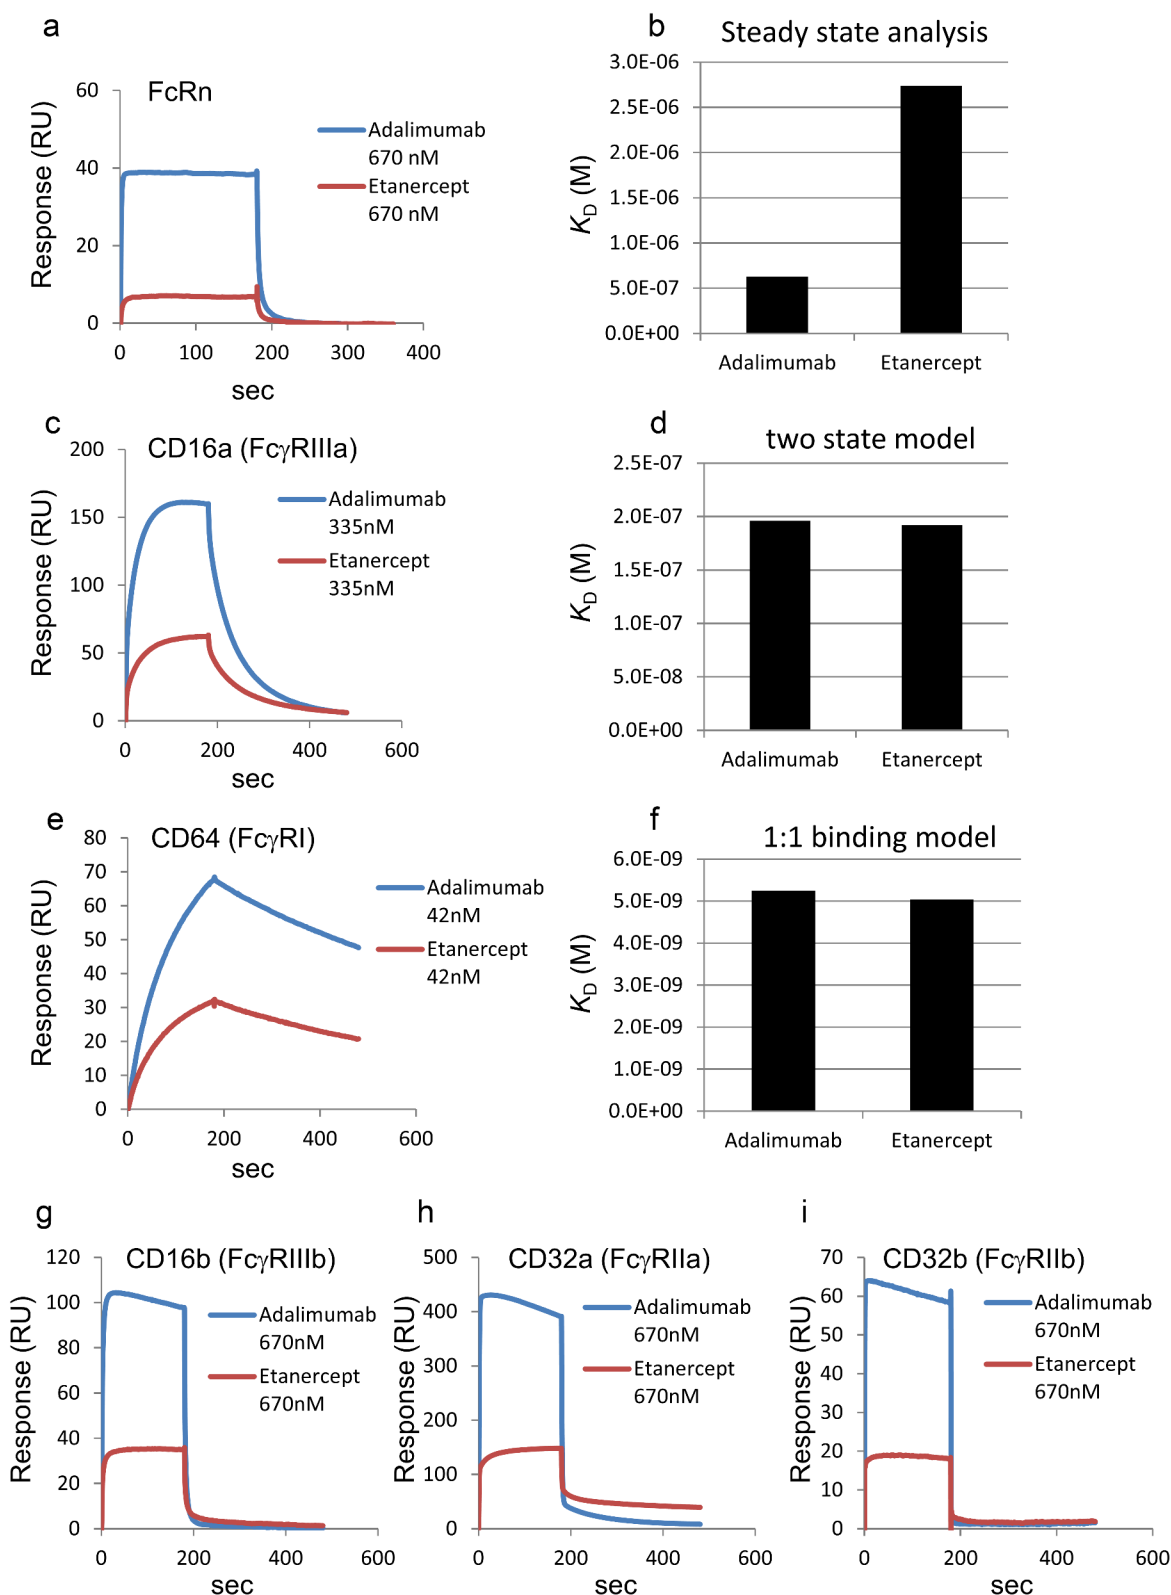 a
FcRn
Response (RU)
60
40
20
0
0 100 200 300 400
sec
Adalimumab
670 nM
Etanercept
670 nM
b
Steady state analysis
K_D (M)
3.0E-06
2.5E-06
2.0E-06
1.5E-06
1.0E-06
5.0E-07
0.0E+00
Adalimumab Etanercept
c
CD16a (FcγRIIIa)
Response (RU)
200
150
100
50
0
0 200 400 600
sec
Adalimumab
335nM
Etanercept
335nM
d
two state model
K_D (M)
2.5E-07
2.0E-07
1.5E-07
1.0E-07
5.0E-08
0.0E+00
Adalimumab Etanercept
e
CD64 (FcγRI)
Response (RU)
80
70
60
50
40
30
20
10
0
0 200 400 600
sec
Adalimumab
42nM
Etanercept
42nM
f
1:1 binding model
K_D (M)
6.0E-09
5.0E-09
4.0E-09
3.0E-09
2.0E-09
1.0E-09
0.0E+00
Adalimumab Etanercept
g
CD16b (FcγRIIIb)
Response (RU)
120
100
80
60
40
20
0
0 200 400 600
sec
Adalimumab
670nM
Etanercept
670nM
h
CD32a (FcγRIIa)
Response (RU)
500
400
300
200
100
0
0 200 400 600
sec
Adalimumab
670nM
Etanercept
670nM
i
CD32b (FcγRIIb)
Response (RU)
70
60
50
40
30
20
10
0
0 200 400 600
sec
Adalimumab
670nM
Etanercept
670nM